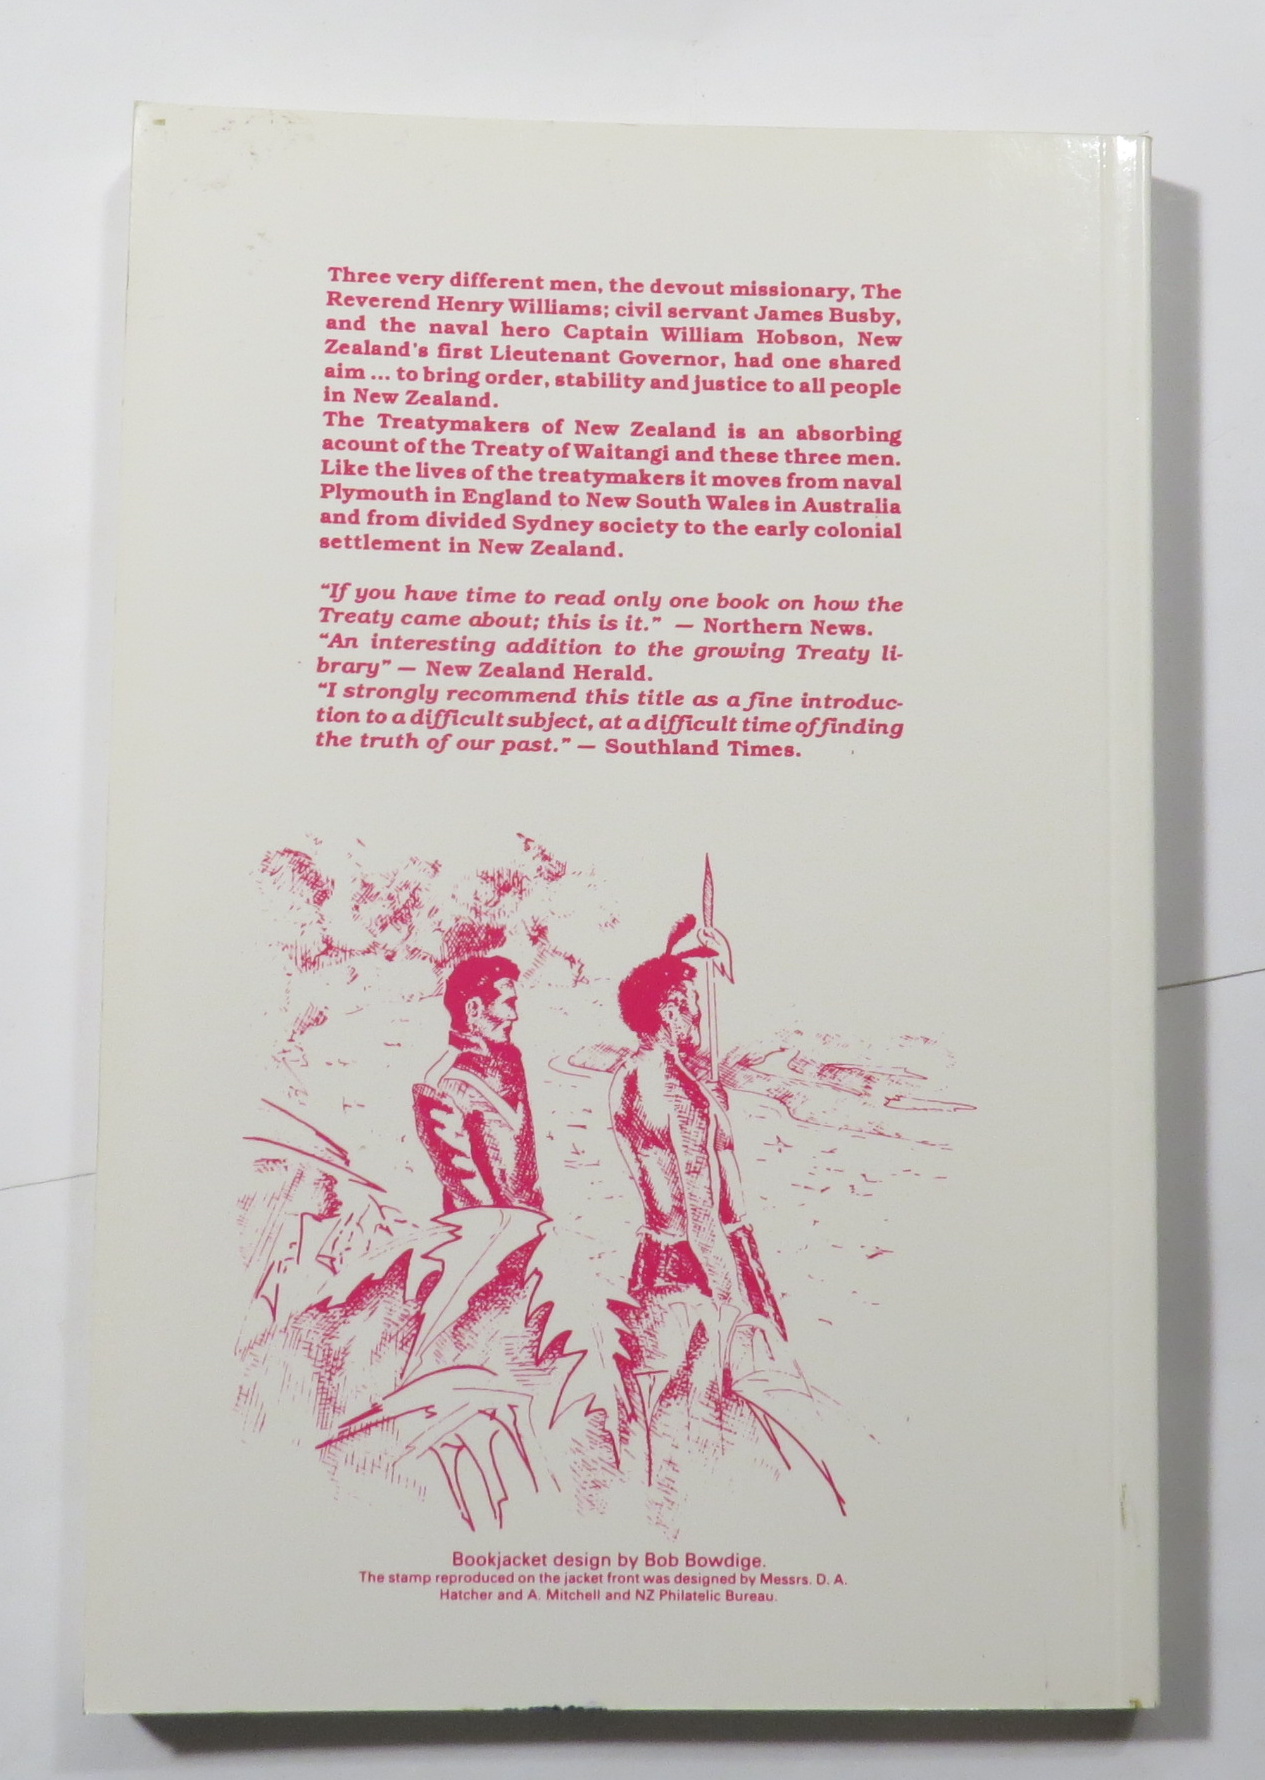 Three very different men, the devout missionary, The
Reverend Henry Williams; civil servant James Busby,
and the naval hero Captain William Hobson, New
Zealand's first Lieutenant Governor, had one shared
aim ... to bring order, stability and justice to all people
in New Zealand.
The Treatymakers of New Zealand is an absorbing
acount of the Treaty of Waitangi and these three men.
Like the lives of the treatymakers it moves from naval
Plymouth in England to New South Wales in Australia
and from divided Sydney society to the early colonial
settlement in New Zealand.
“If you have time to read only one book on how the
Treaty came about; this is it.” — Northern News.
“An interesting addition to the growing Treaty li-
brary” — New Zealand Herald.
“I strongly recommend this title as a fine introduc-
tion to a difficult subject, at a difficult time of finding
the truth of our past.” — Southland Times.
Bookjacket design by Bob Bowdige.
The stamp reproduced on the jacket front was designed by Messrs. D. A.
Hatcher and A. Mitchell and NZ Philatelic Bureau.